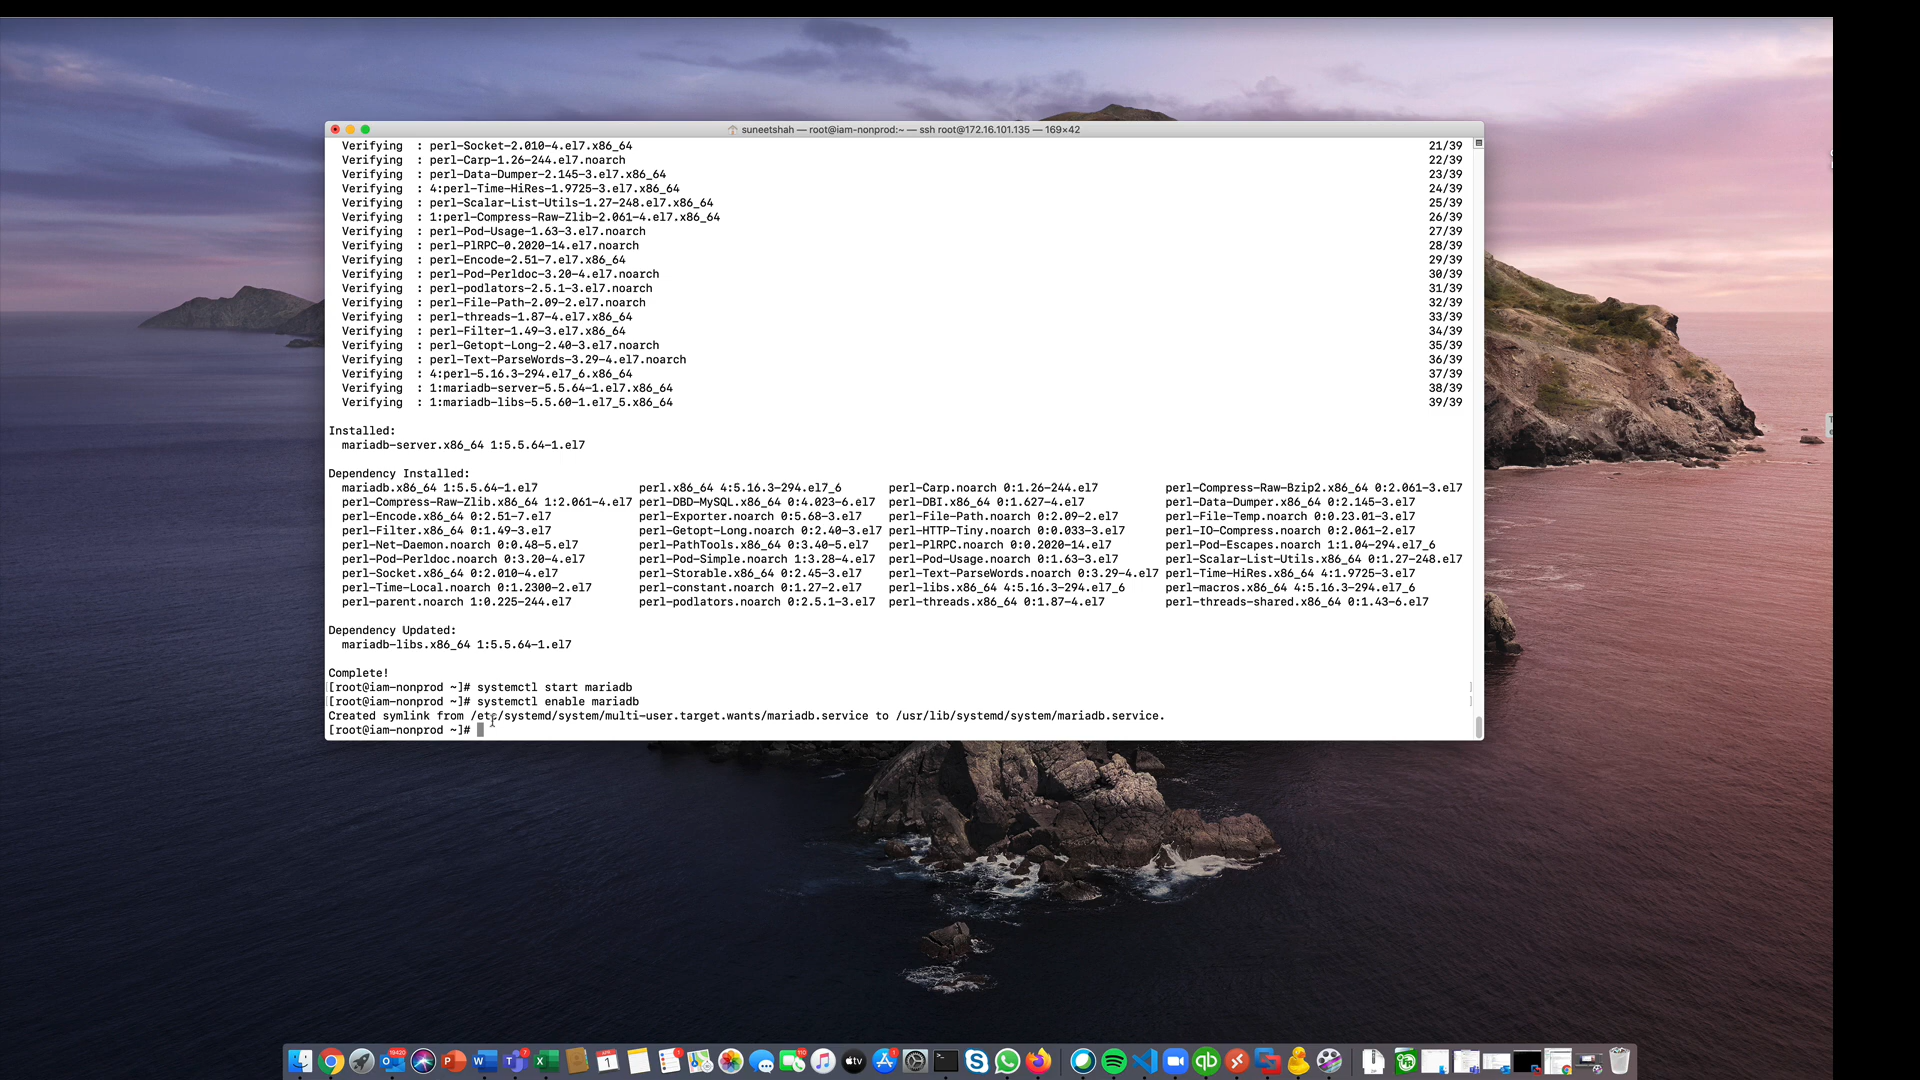 suneetshah — root@iam-nonprod:~ — ssh root@172.16.101.135 — 169×42
Verifying : perl-Socket-2.010-4.el7.x86_64 21/39
Verifying : perl-Carp-1.26-244.el7.noarch 22/39
Verifying : perl-Data-Dumper-2.145-3.el7.x86_64 23/39
Verifying : 4:perl-Time-HiRes-1.9725-3.el7.x86_64 24/39
Verifying : perl-Scalar-List-Utils-1.27-248.el7.x86_64 25/39
Verifying : 1:perl-Compress-Raw-Zlib-2.061-4.el7.x86_64 26/39
Verifying : perl-Pod-Usage-1.63-3.el7.noarch 27/39
Verifying : perl-PlRPC-0.2020-14.el7.noarch 28/39
Verifying : perl-Encode-2.51-7.el7.x86_64 29/39
Verifying : perl-Pod-Perldoc-3.20-4.el7.noarch 30/39
Verifying : perl-podlators-2.5.1-3.el7.noarch 31/39
Verifying : perl-File-Path-2.09-2.el7.noarch 32/39
Verifying : perl-threads-1.87-4.el7.x86_64 33/39
Verifying : perl-Filter-1.49-3.el7.x86_64 34/39
Verifying : perl-Getopt-Long-2.40-3.el7.noarch 35/39
Verifying : perl-Text-ParseWords-3.29-4.el7.noarch 36/39
Verifying : 4:perl-5.16.3-294.el7_6.x86_64 37/39
Verifying : 1:mariadb-server-5.5.64-1.el7.x86_64 38/39
Verifying : 1:mariadb-libs-5.5.60-1.el7_5.x86_64 39/39
Installed:
mariadb-server.x86_64 1:5.5.64-1.el7
Dependency Installed:
mariadb.x86_64 1:5.5.64-1.el7 perl.x86_64 4:5.16.3-294.el7_6 perl-Carp.noarch 0:1.26-244.el7 perl-Compress-Raw-Bzip2.x86_64 0:2.061-3.el7
perl-Compress-Raw-Zlib.x86_64 1:2.061-4.el7 perl-DBD-MySQL.x86_64 0:4.023-6.el7 perl-DBI.x86_64 0:1.627-4.el7 perl-Data-Dumper.x86_64 0:2.145-3.el7
perl-Encode.x86_64 0:2.51-7.el7 perl-Exporter.noarch 0:5.68-3.el7 perl-File-Path.noarch 0:2.09-2.el7 perl-File-Temp.noarch 0:0.23.01-3.el7
perl-Filter.x86_64 0:1.49-3.el7 perl-Getopt-Long.noarch 0:2.40-3.el7 perl-HTTP-Tiny.noarch 0:0.033-3.el7 perl-IO-Compress.noarch 0:2.061-2.el7
perl-Net-Daemon.noarch 0:0.48-5.el7 perl-PathTools.x86_64 0:3.40-5.el7 perl-PlRPC.noarch 0:0.2020-14.el7 perl-Pod-Escapes.noarch 1:1.04-294.el7_6
perl-Pod-Perldoc.noarch 0:3.20-4.el7 perl-Pod-Simple.noarch 1:3.28-4.el7 perl-Pod-Usage.noarch 0:1.63-3.el7 perl-Scalar-List-Utils.x86_64 0:1.27-248.el7
perl-Socket.x86_64 0:2.010-4.el7 perl-Storable.x86_64 0:2.45-3.el7 perl-Text-ParseWords.noarch 0:3.29-4.el7 perl-Time-HiRes.x86_64 4:1.9725-3.el7
perl-Time-Local.noarch 0:1.2300-2.el7 perl-constant.noarch 0:1.27-2.el7 perl-libs.x86_64 4:5.16.3-294.el7_6 perl-macros.x86_64 4:5.16.3-294.el7_6
perl-parent.noarch 1:0.225-244.el7 perl-podlators.noarch 0:2.5.1-3.el7 perl-threads.x86_64 0:1.87-4.el7 perl-threads-shared.x86_64 0:1.43-6.el7
Dependency Updated:
mariadb-libs.x86_64 1:5.5.64-1.el7
Complete!
[root@iam-nonprod ~]# systemctl start mariadb
[root@iam-nonprod ~]# systemctl enable mariadb
Created symlink from /etc/systemd/system/multi-user.target.wants/mariadb.service to /usr/lib/systemd/system/mariadb.service.
[root@iam-nonprod ~]#